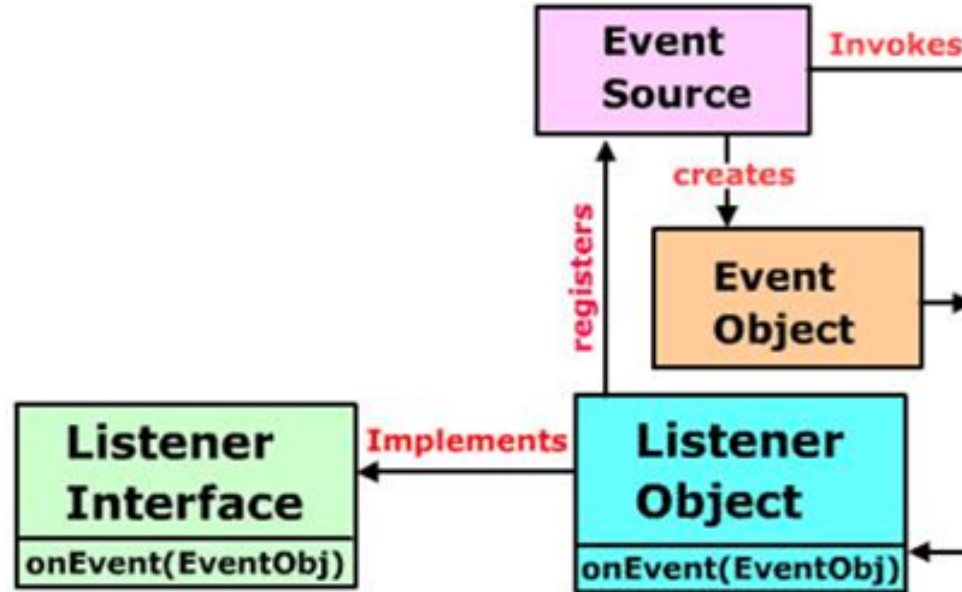 Event
Source
Invokes
creates
registers
Event
Object
Listener
Interface
onEvent(EventObj)
Implements
Listener
Object
onEvent(EventObj)